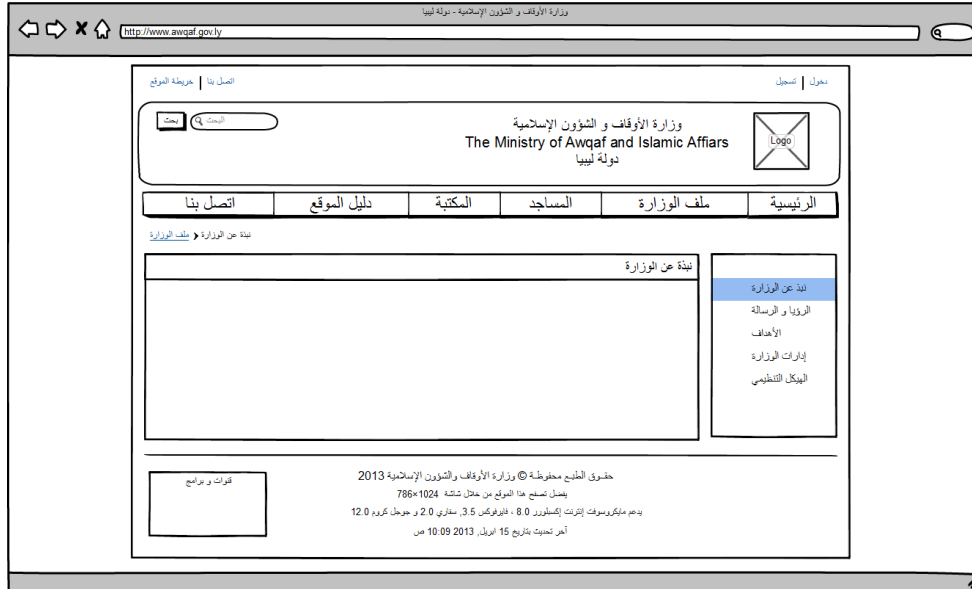 وزارة الأوقاف و الشؤون الإسلامية - دولة ليبيا
http://www.awqaf.gov.ly
دخول | تسجيل
اتصل بنا | خريطة الموقع
وزارة الأوقاف و الشؤون الإسلامية
The Ministry of Awqaf and Islamic Affiars
دولة ليبيا
Logo
البحث
بحث
الرئيسية
ملف الوزارة
المساجد
المكتبة
دليل الموقع
اتصل بنا
ملف الوزارة
نبذة عن الوزارة
نبذة عن الوزارة
نبذ عن الوزارة
الرؤيا و الرسالة
الأهداف
إدارات الوزارة
الهيكل التنظيمي
قنوات و برامج
حقـوق الطبـع محفوظـة © وزارة الأوقاف والشؤون الإسلامية 2013
يفضل تصفح هذا الموقع من خلال شاشة 1024×786
يدعم مايكروسوفت إنترنت إكسبلورر 8.0 ، فايرفوكس 3.5, سفاري 2.0 و جوجل كروم 12.0
آخر تحديث بتاريخ 15 ابريل, 2013 10:09 ص